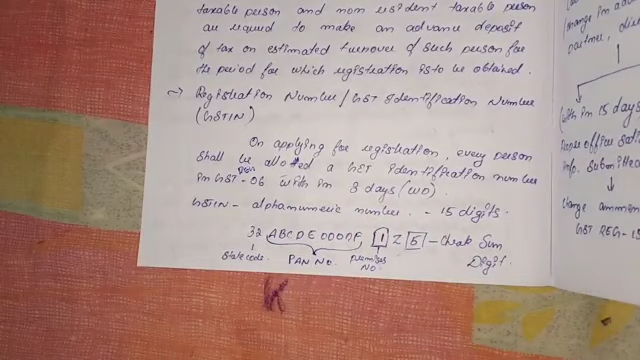 taxable person and non resident taxable person
are required to make an advance deposit
of tax on estimated turnover of such person for
the period for which registration is to be obtained.
~> Registration Number / GST Identification Number
(GSTIN)
On applying for registration, every person
shall be allotted a GST identification number
in GST - 06 within 3 days (WD)
GSTIN - alphanumeric number. - 15 digits.
32 ABCDE0000F 1 Z 5 - Check Sum
Digit.
State code. PAN NO. premises
NO.
change in
partner,
within 15 days
info. submitted
change
GST REG - 15